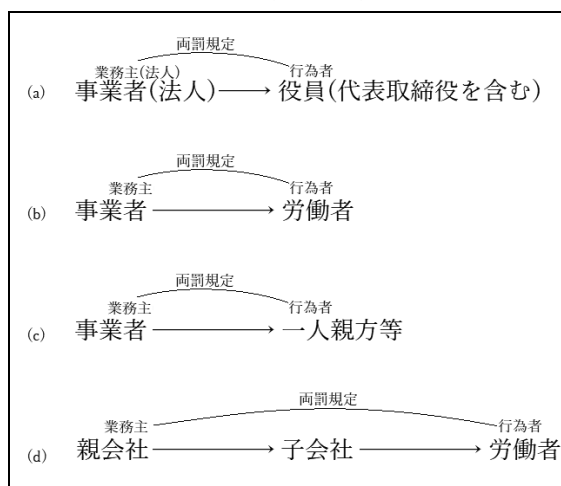 両罰規定
業務主(法人) 行為者
(a) 事業者(法人) 役員(代表取締役を含む)
両罰規定
業務主 行為者
(b) 事業者 労働者
両罰規定
業務主 行為者
(c) 事業者 一人親方等
両罰規定
業務主 行為者
(d) 親会社 子会社 労働者